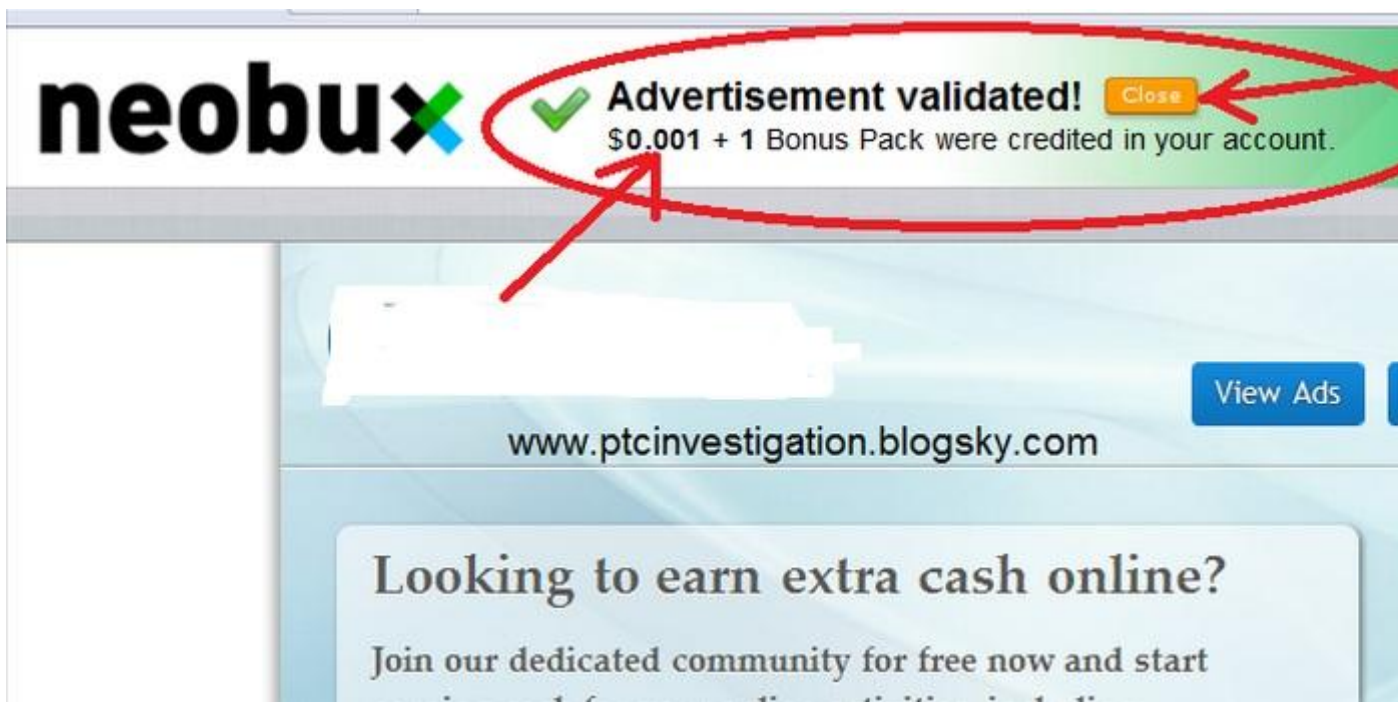 neobux
Advertisement validated! Close
$0.001 + 1 Bonus Pack were credited in your account.
View Ads
www.ptcinvestigation.blogsky.com
Looking to earn extra cash online?
Join our dedicated community for free now and start